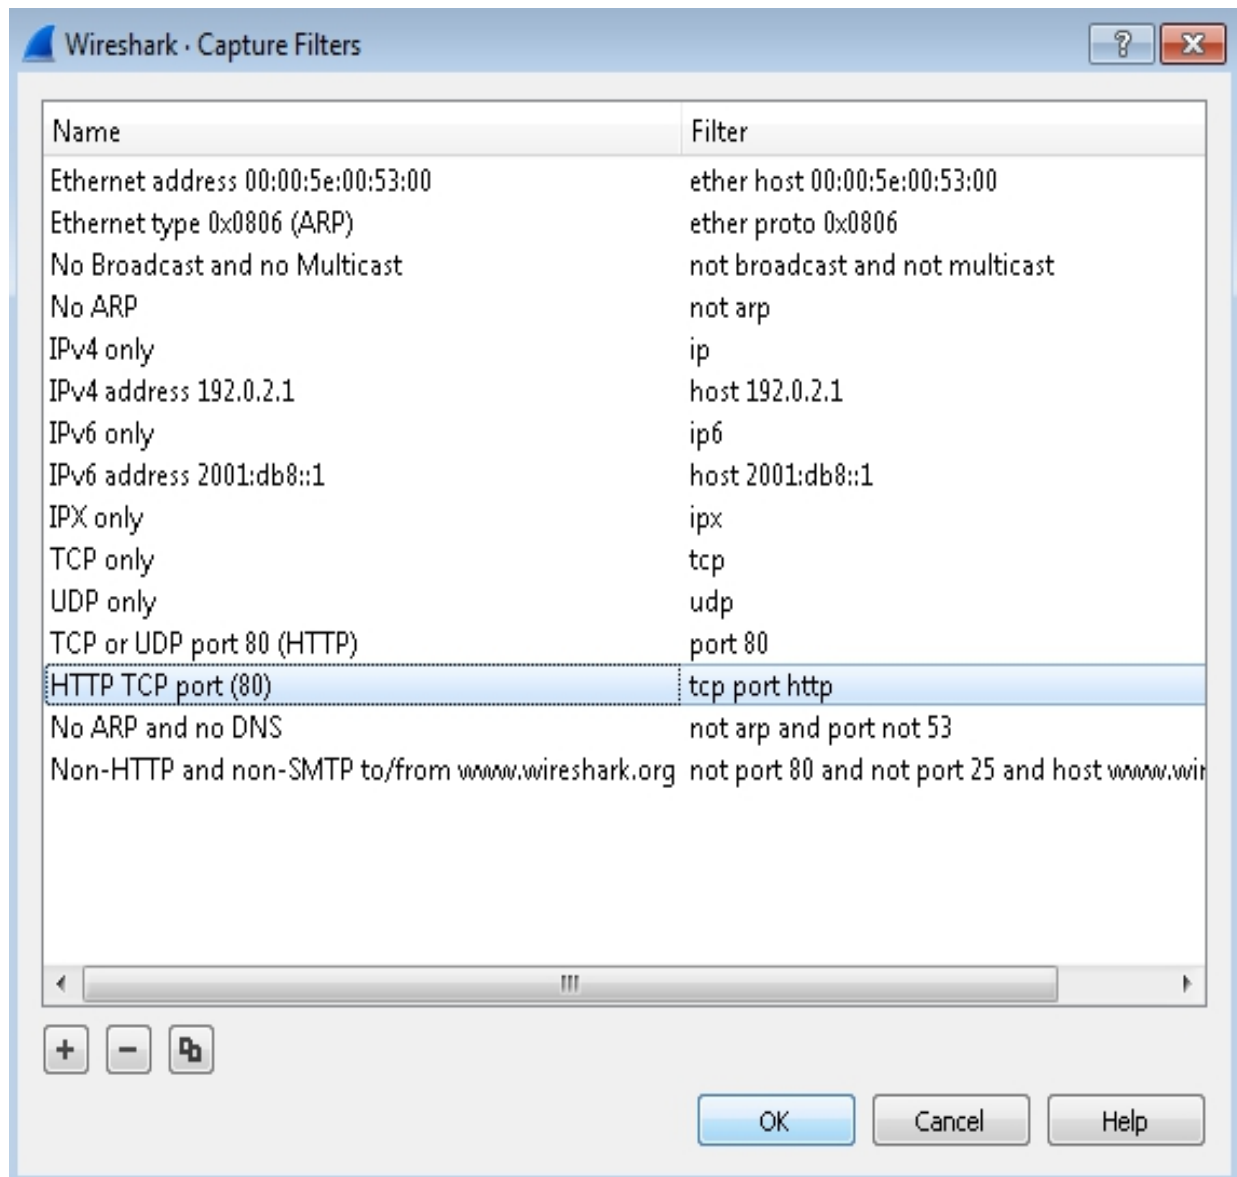 Wireshark · Capture Filters
Name Filter
Ethernet address 00:00:5e:00:53:00 ether host 00:00:5e:00:53:00
Ethernet type 0x0806 (ARP) ether proto 0x0806
No Broadcast and no Multicast not broadcast and not multicast
No ARP not arp
IPv4 only ip
IPv4 address 192.0.2.1 host 192.0.2.1
IPv6 only ip6
IPv6 address 2001:db8::1 host 2001:db8::1
IPX only ipx
TCP only tcp
UDP only udp
TCP or UDP port 80 (HTTP) port 80
HTTP TCP port (80) tcp port http
No ARP and no DNS not arp and port not 53
Non-HTTP and non-SMTP to/from www.wireshark.org not port 80 and not port 25 and host www.wir
OK Cancel Help